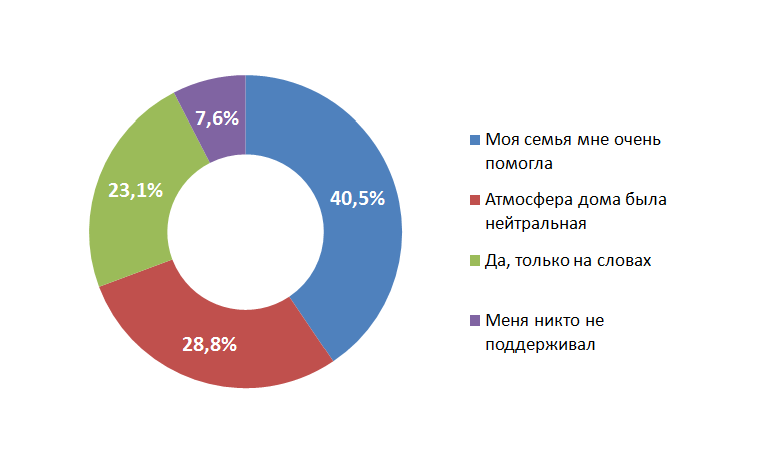 7,6%
40,5%
23,1%
28,8%
Моя семья мне очень
помогла
Атмосфера дома была
нейтральная
Да, только на словах
Меня никто не
поддерживал